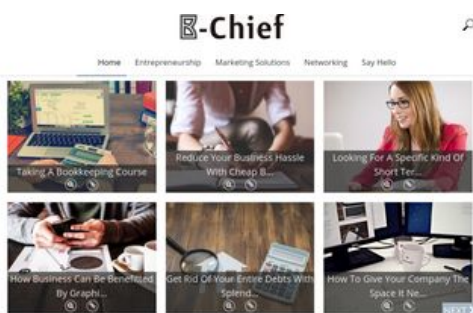 B-Chief
Home Entrepreneurship Marketing Solutions Networking Say Hello
Taking A Bookkeeping Course
Reduce Your Business Hassle
With Cheap B...
Looking For A Specific Kind Of
Short Ter...
How Business Can Be Benefitted
By Graphi...
Get Rid Of Your Entire Debts With
Splend...
How To Give Your Company The
Space It Ne...